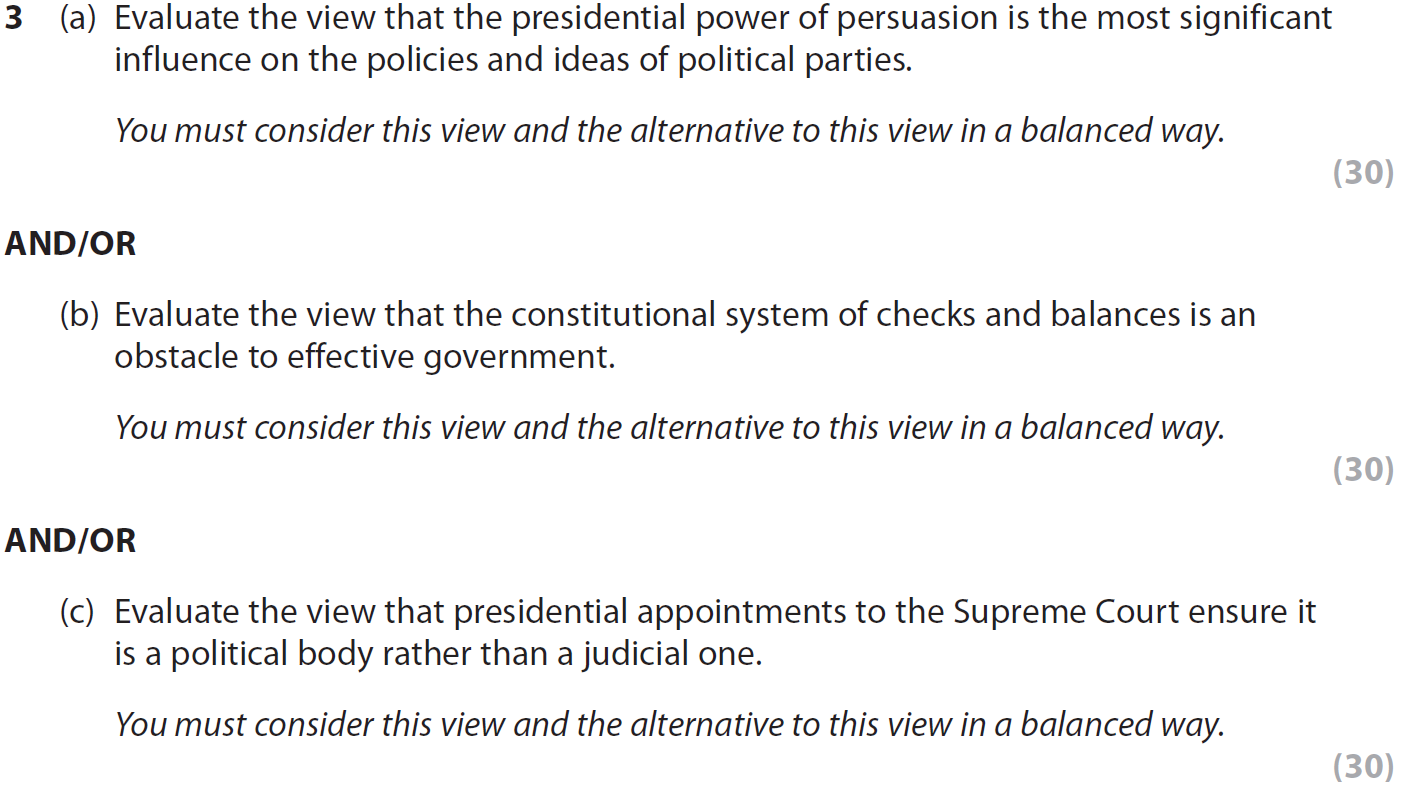 3 (a) Evaluate the view that the presidential power of persuasion is the most significant
influence on the policies and ideas of political parties.
You must consider this view and the alternative to this view in a balanced way.
(30)
AND/OR
(b) Evaluate the view that the constitutional system of checks and balances is an
obstacle to effective government.
You must consider this view and the alternative to this view in a balanced way.
(30)
AND/OR
(c) Evaluate the view that presidential appointments to the Supreme Court ensure it
is a political body rather than a judicial one.
You must consider this view and the alternative to this view in a balanced way.
(30)